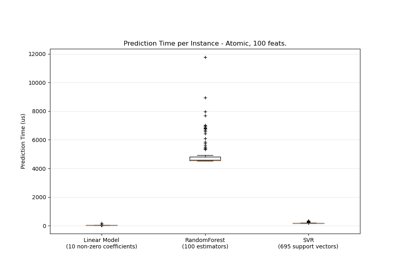 Prediction Time per Instance - Atomic, 100 feats.
12000
10000
8000
6000
4000
2000
0
Prediction Time (us)
Linear Model
(10 non-zero coefficients)
RandomForest
(100 estimators)
SVR
(695 support vectors)